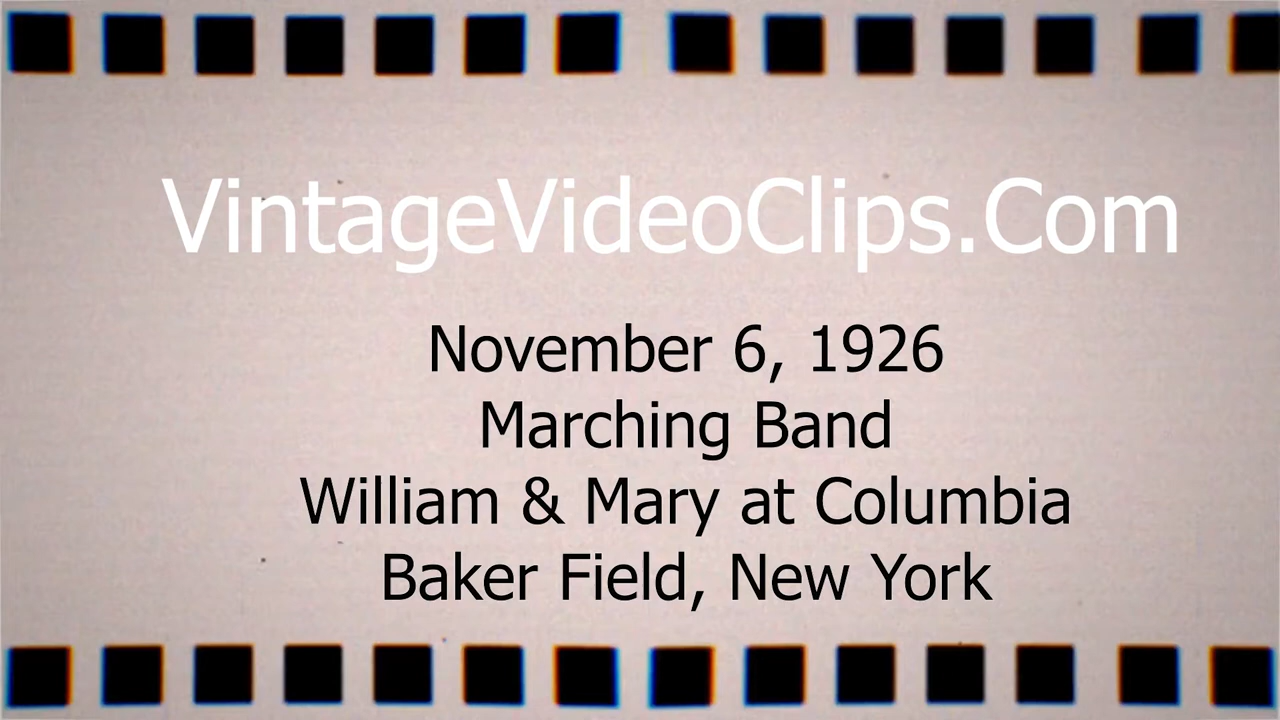 VintageVideoClips.Com
November 6, 1926
Marching Band
William & Mary at Columbia
Baker Field, New York